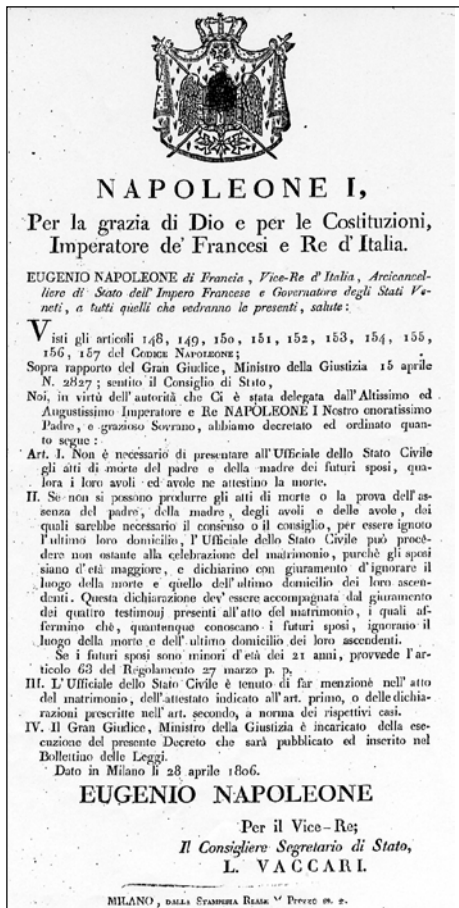 NAPOLEONE I,
Per la grazia di Dio e per le Costituzioni,
Imperatore de' Francesi e Re d'Italia.
EUGENIO NAPOLEONE di Francia, Vice-Re d'Italia, Arcicancel-
liere di Stato dell'Impero Francese e Governatore degli Stati Ve-
neti, a tutti quelli che vedranno le presenti, salute:
Visti gli articoli 148, 149, 150, 151, 152, 153, 154, 155,
156, 157 del CODICE NAPOLEONE;
Sopra rapporto del Gran Giudice, Ministro della Giustizia 15 aprile
N. 2827; sentito il Consiglio di Stato,
Noi, in virtù dell'autorità che Ci è stata delegata dall'Altissimo ed
Augustissimo Imperatore e Re NAPOLEONE I Nostro onoratissimo
Padre, e grazioso Sovrano, abbiamo decretato ed ordinato quan-
to segue:
Art. I. Non è necessario di presentare all'Ufficiale dello Stato Civile
gli atti di morte del padre e della madre dei futuri sposi, qua-
lora i loro avoli ed avole ne attestino la morte.
II. Se non si possono produrre gli atti di morte o la prova dell'as-
senza del padre, della madre, degli avoli e delle avole, dei
quali sarebbe necessario il consenso o il consiglio, per essere ignoto
l'ultimo loro domicilio, l'Ufficiale dello Stato Civile può proce-
dere non ostante alla celebrazione del matrimonio, purchè gli sposi
siano d'età maggiore, e dichiarino con giuramento d'ignorare il
luogo della morte e quello dell'ultimo domicilio dei loro ascen-
denti. Questa dichiarazione dev'essere accompagnata dal giuramento
dei quattro testimonj presenti all'atto del matrimonio, i quali af-
fermino chè, quantunque conoscano i futuri sposi, ignorano il
luogo della morte e dell'ultimo domicilio dei loro ascendenti.
Se i futuri sposi sono minori d'età dei 21 anni, provvede l'ar-
ticolo 63 del Regolamento 27 marzo p. p.
III. L'Ufficiale dello Stato Civile è tenuto di far menzione nell'atto
del matrimonio, dell'attestato indicato all'art. primo, o delle dichia-
razioni prescritte nell'art. secondo, a norma dei rispettivi casi.
IV. Il Gran Giudice, Ministro della Giustizia è incaricato della ese-
cuzione del presente Decreto che sarà pubblicato ed inserito nel
Bollettino delle Leggi.
Dato in Milano li 28 aprile 1806.
EUGENIO NAPOLEONE
Per il Vice-Re;
Il Consigliere Segretario di Stato,
L. VACCARI.
MILANO, DALLA STAMPERIA REALE Prezzo 2.